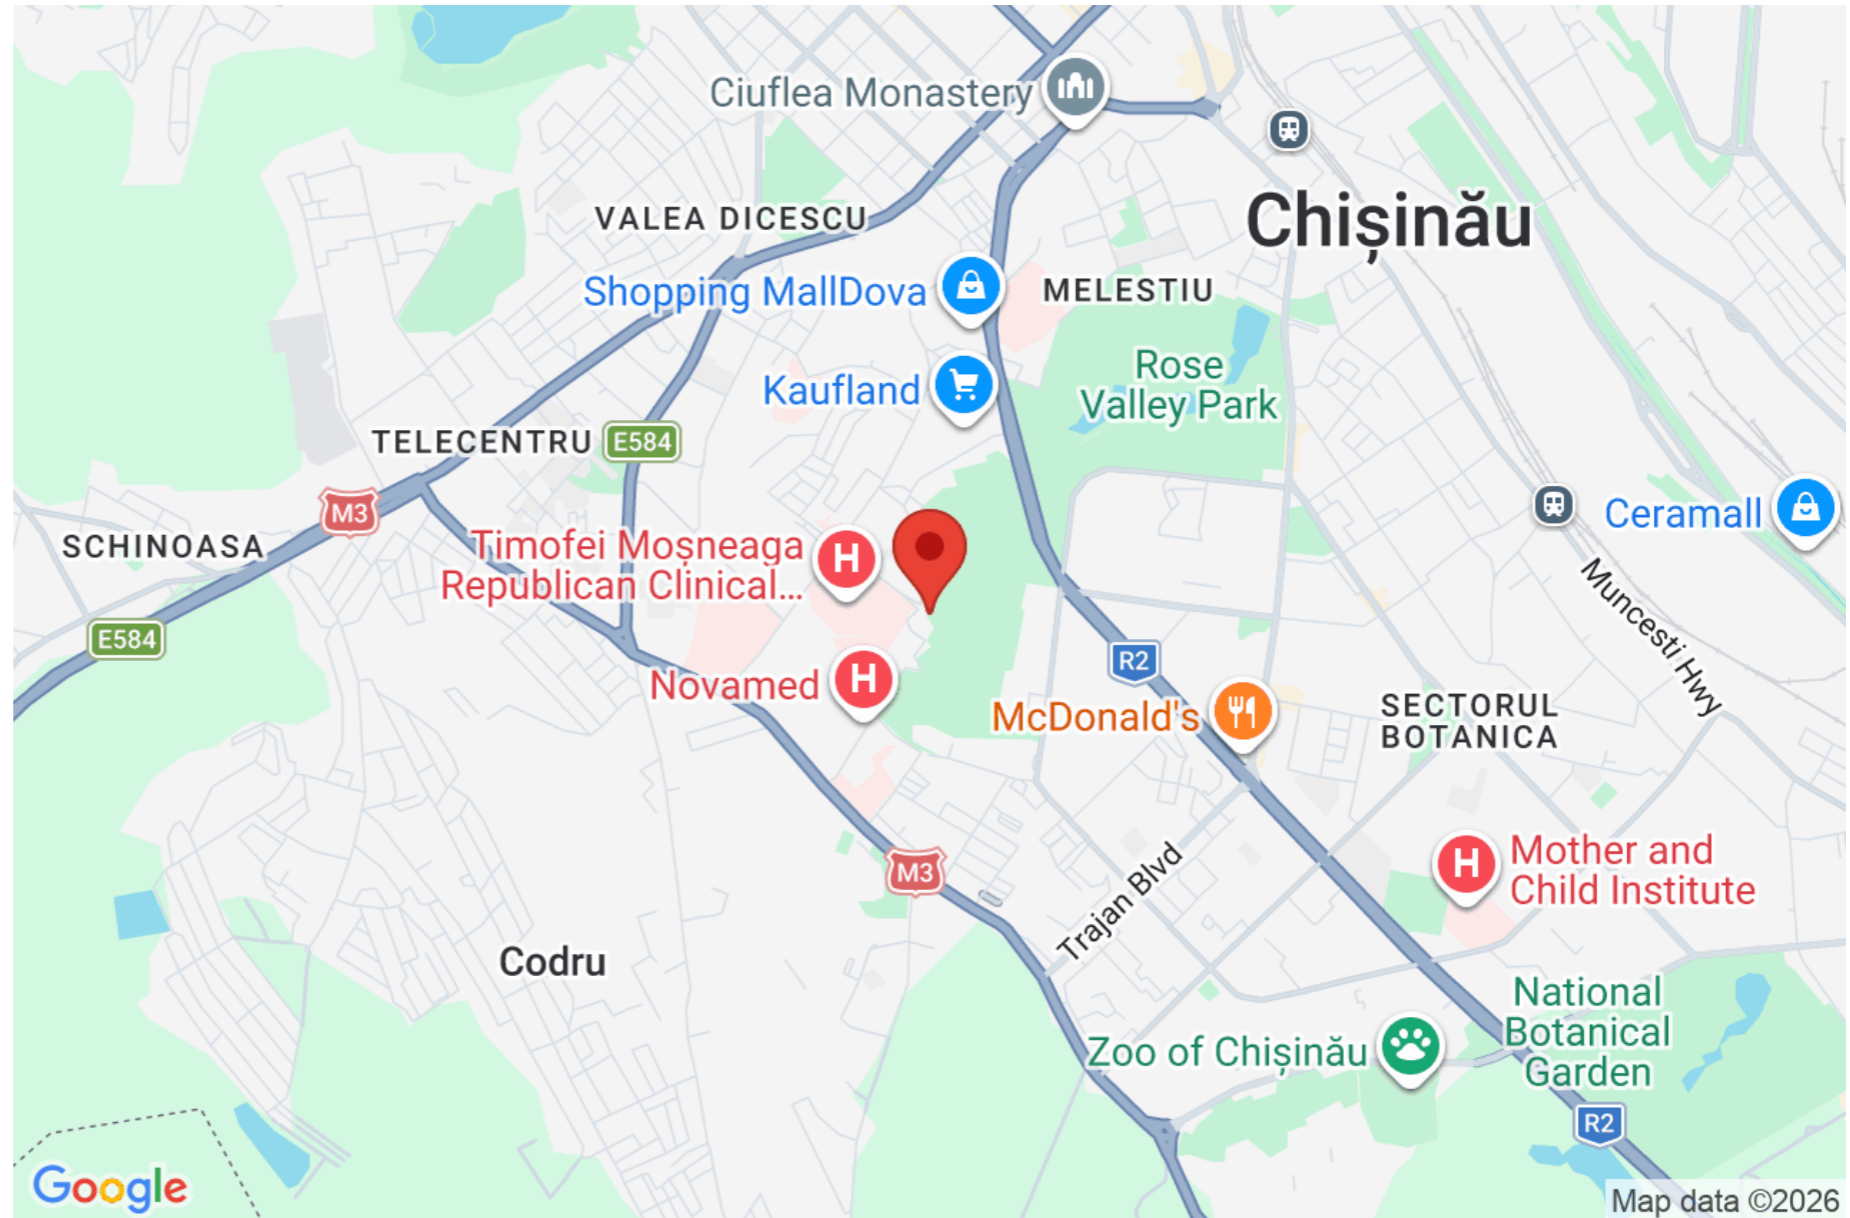 Ciuflea Monastery
Chișinău
VALEA DICESCU
Shopping MallDova
MELESTIU
Rose
Valley Park
Kaufland
TELECENTRU
E584
M3
Ceramall
SCHINOASA
Timofei Moșneaga
Republican Clinical...
E584
Muncesti Hwy
R2
Novamed
McDonald's
SECTORUL
BOTANICA
M3
Mother and
Child Institute
Trajan Blvd
Codru
National
Botanical
Garden
Zoo of Chișinău
R2
Google
Map data ©2026